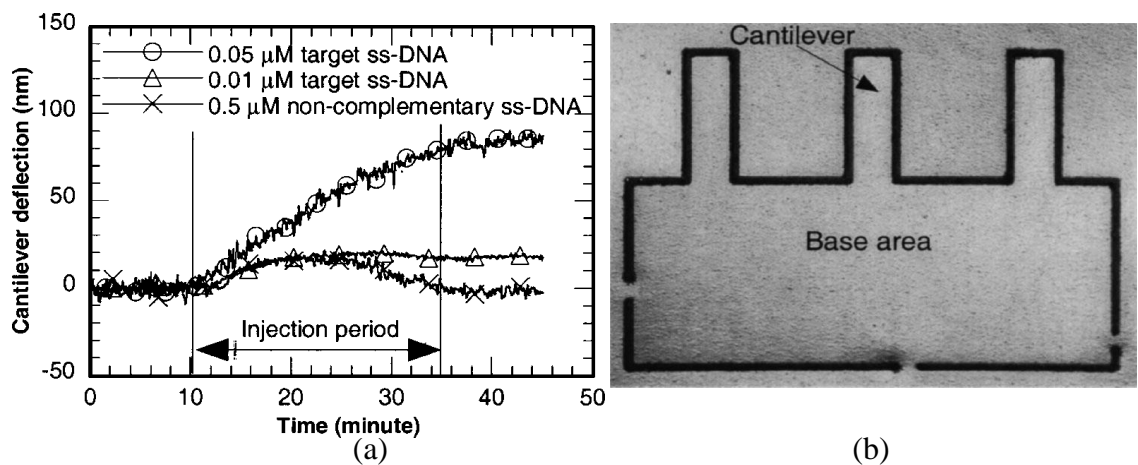 Cantilever deflection (nm)
150
100
50
0
-50
0.05 μM target ss-DNA
0.01 μM target ss-DNA
0.5 μM non-complementary ss-DNA
Injection period
0 10 20 30 40 50
Time (minute)
(a)
Cantilever
Base area
(b)